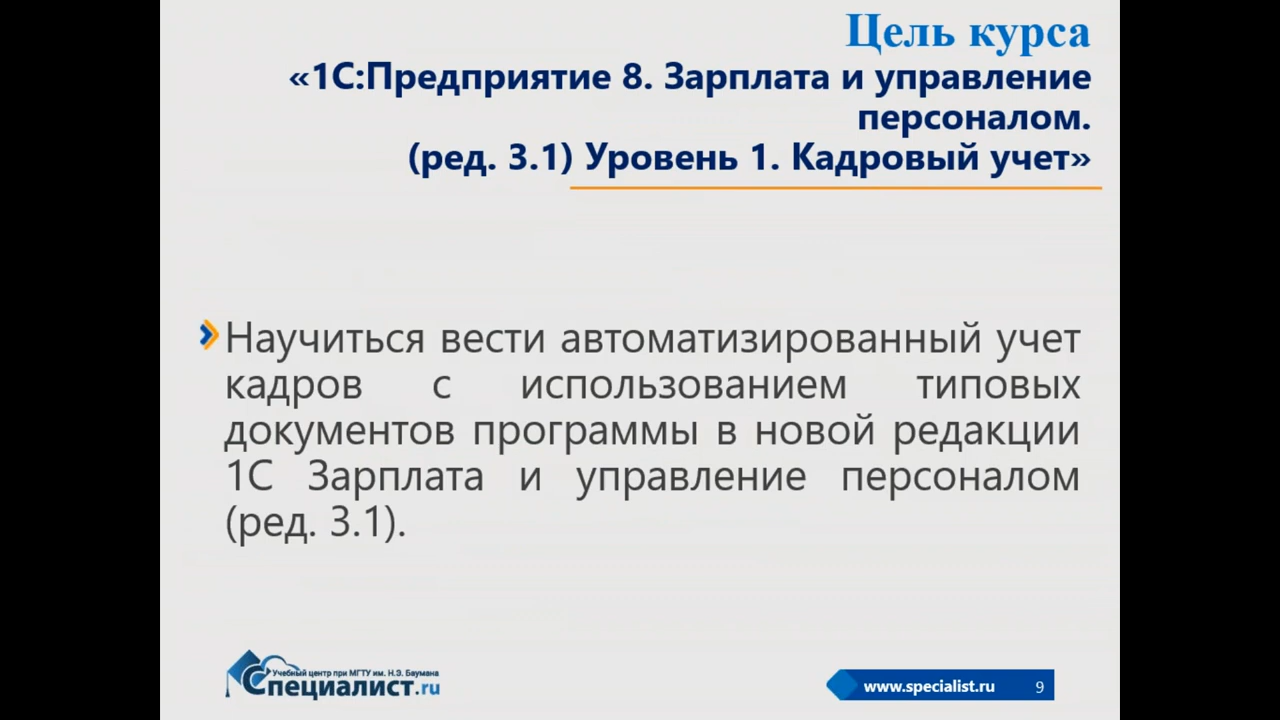 Цель курса
«1С:Предприятие 8. Зарплата и управление
персоналом.
(ред. 3.1) Уровень 1. Кадровый учет»
Научиться вести автоматизированный учет
кадров с использованием типовых
документов программы в новой редакции
1С Зарплата и управление персоналом
(ред. 3.1).
Учебный центр при МГТУ им. Н.Э. Баумана
Специалист.ru
www.specialist.ru 9